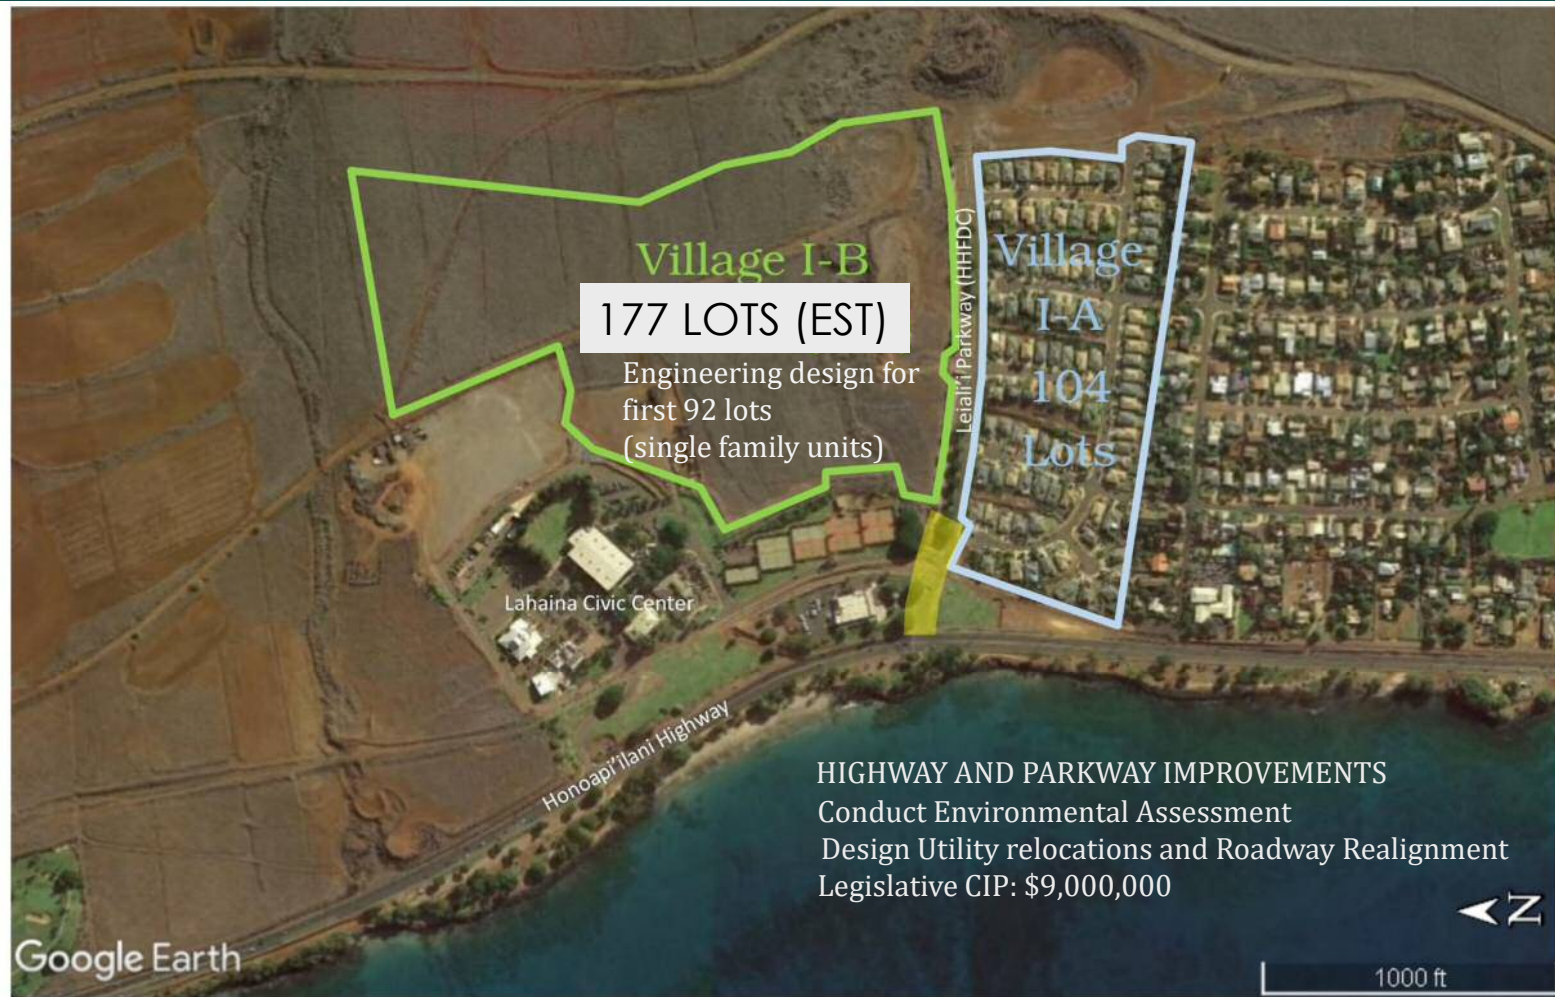 Village I-B
177 LOTS (EST)
Engineering design for
first 92 lots
(single family units)
Leiali'i Parkway (HHFDC)
Village
I-A
104
Lots
Lahaina Civic Center
Honoapi'ilani Highway
HIGHWAY AND PARKWAY IMPROVEMENTS
Conduct Environmental Assessment
Design Utility relocations and Roadway Realignment
Legislative CIP: $9,000,000
N
Google Earth
1000 ft